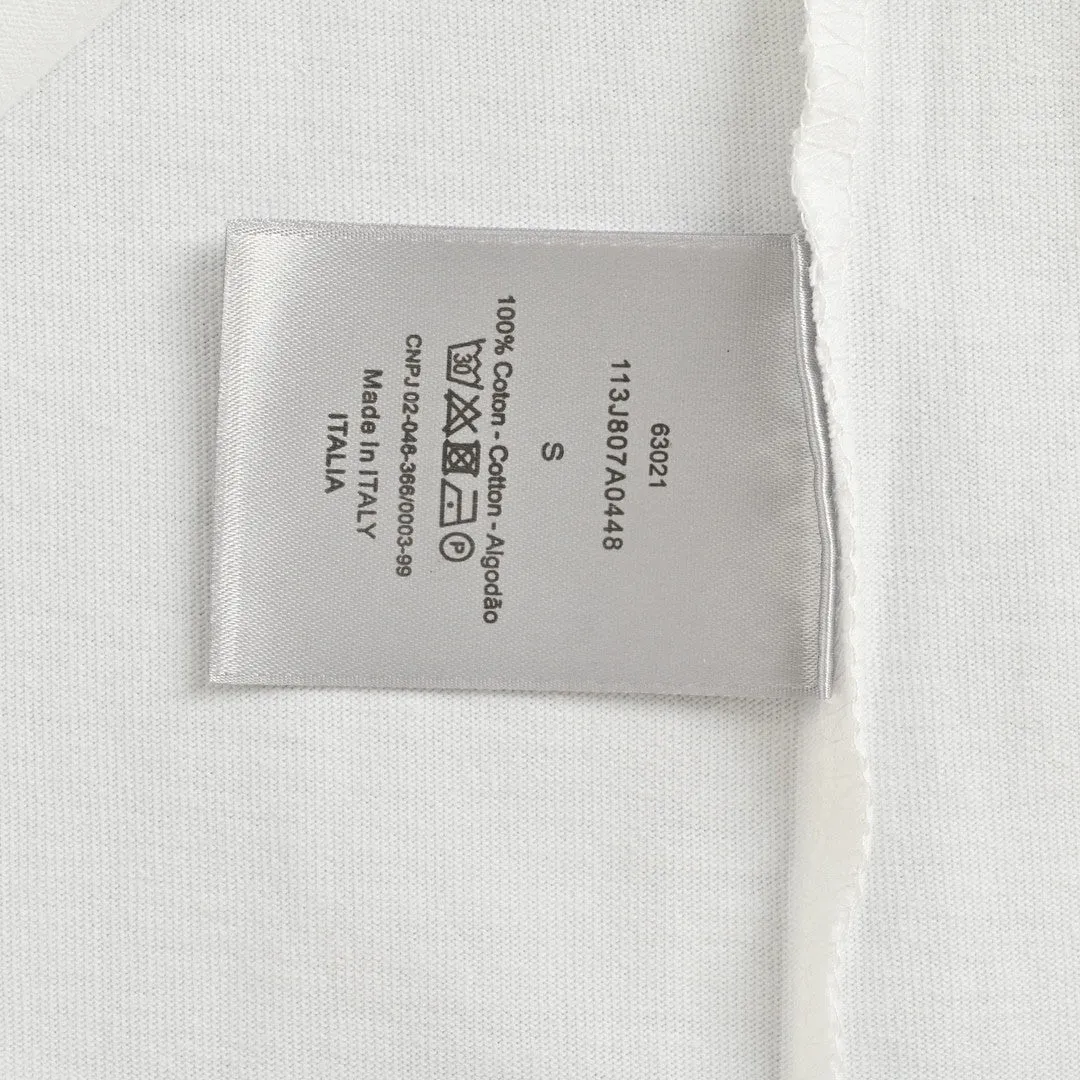 63021
113J807A0448
S
100% Coton - Cotton - Algodão
30 P
CNPJ 02-046-366/0003-99
Made In ITALY
ITALIA